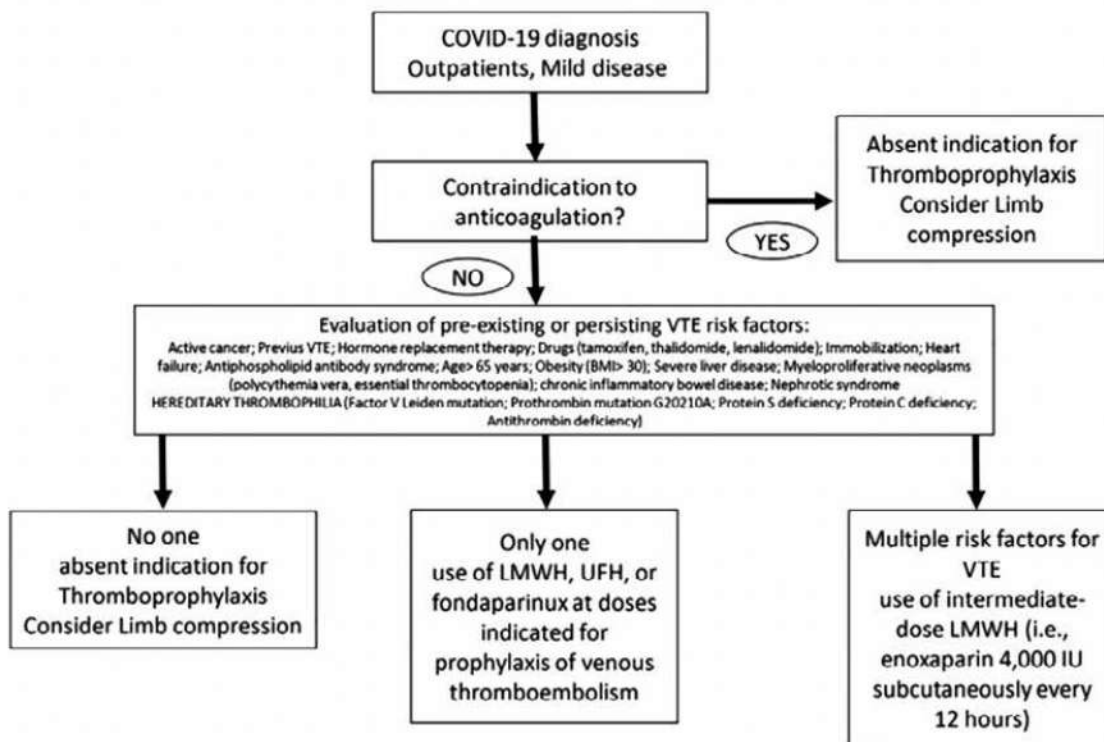 COVID-19 diagnosis
Outpatients, Mild disease
Contraindication to
anticoagulation?
YES
Absent indication for
Thromboprophylaxis
Consider Limb
compression
NO
Evaluation of pre-existing or persisting VTE risk factors:
Active cancer; Previus VTE; Hormone replacement therapy; Drugs (tamoxifen, thalidomide, lenalidomide); Immobilization; Heart
failure; Antiphospholipid antibody syndrome; Age> 65 years; Obesity (BMI> 30); Severe liver disease; Myeloproliferative neoplasms
(polycythemia vera, essential thrombocytopenia); chronic inflammatory bowel disease; Nephrotic syndrome
HEREDITARY THROMBOPHILIA (Factor V Leiden mutation; Prothrombin mutation G20210A; Protein S deficiency; Protein C deficiency;
Antithrombin deficiency)
No one
absent indication for
Thromboprophylaxis
Consider Limb compression
Only one
use of LMWH, UFH, or
fondaparinux at doses
indicated for
prophylaxis of venous
thromboembolism
Multiple risk factors for
VTE
use of intermediate-
dose LMWH (i.e.,
enoxaparin 4,000 IU
subcutaneously every
12 hours)